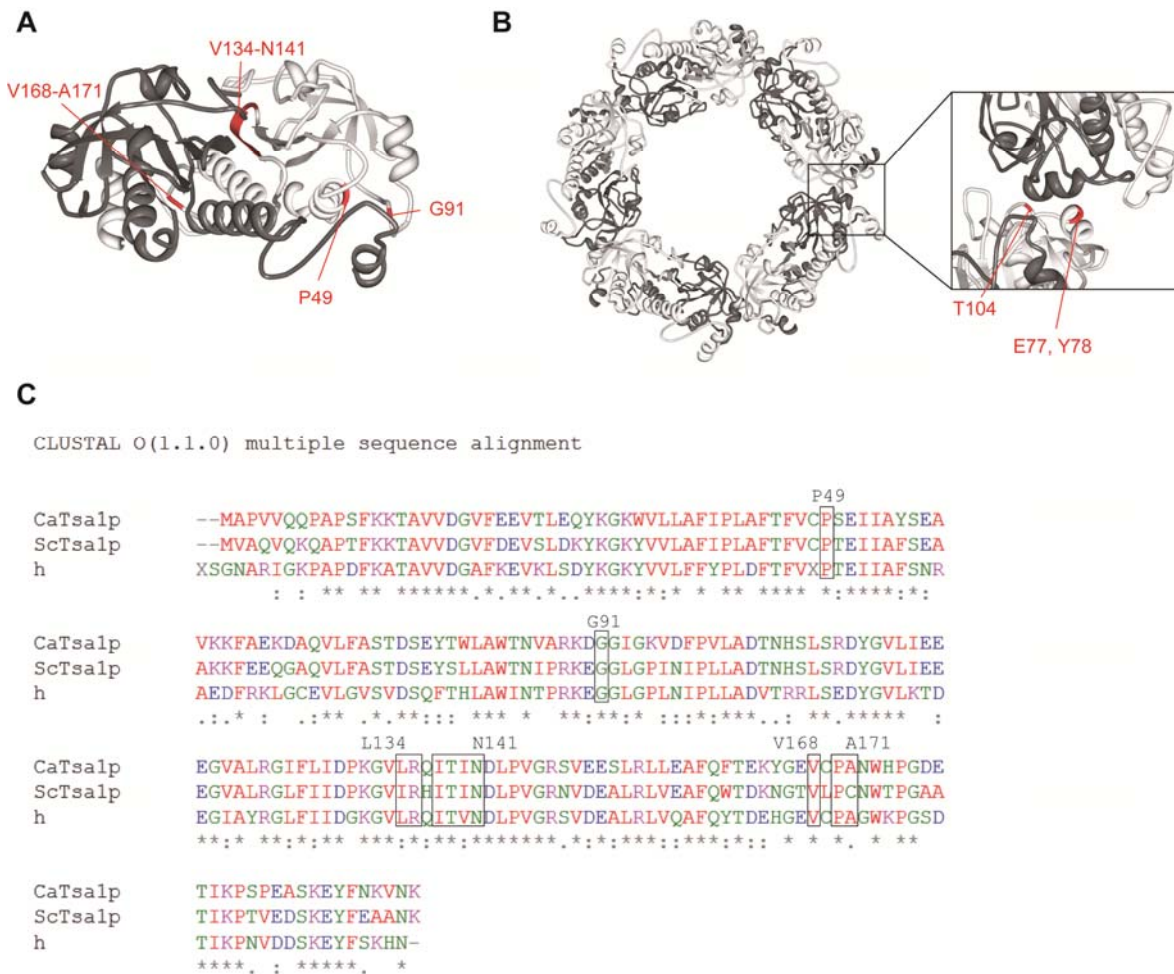 A
V134-N141
V168-A171
G91
P49
B
T104
E77, Y78
C
CLUSTAL O(1.1.0) multiple sequence alignment
P49
CaTsa1p --MAPVVQQPAPSFKKTAVVDGVFEEVTLEQYKGKWVLLAFIPLAFTFVCPSEIIAYSEA
ScTsa1p --MVAQVQKQAPTFKKTAVVDGVFDEVSLDKYKGKYVVLAFIPLAFTFVCPTEIIAFSEA
h XSGNARIGKPAPDFKATAVVDGAFKEVKLSDYKGKYVVLFFYPLDFTFVXPTEIIAFSNR
: : ** ** ******.*.**.*..****:*:* * ** **** *:****:*:
G91
CaTsa1p VKKFAEKDAQVLFASTDSEYTWLAWTNVARKDGGIGKVDFPVLADTNHSLSRDYGVLIEE
ScTsa1p AKKFEEQGAQVLFASTDSEYSLLAWTNIPRKEGGLGPINIPLLADTNHSLSRDYGVLIEE
h AEDFRKLGCEVLGVSVDSQFTHLAWINTPRKEGGLGPLNIPLLADVTRRLSEDYGVLKTD
.:.* : .:** .*.**::: *** * **:**:* :::*:***..: **.***** :
L134 N141 V168 A171
CaTsa1p EGVALRGIFLIDPKGVLRQITINDLPVGRSVEESLRLLEAFQFTEKYGEVCPANWHPGDE
ScTsa1p EGVALRGLFIIDPKGVIRHITINDLPVGRNVDEALRLVEAFQWTDKNGTVLPCNWTPGAA
h EGIAYRGLFIIDGKGVLRQITVNDLPVGRSVDEALRLVQAFQYTDEHGEVCPAGWKPGSD
**:* **:*:** ***:*:**:*******.*:*:***::***:*:: * * *. * **
CaTsa1p TIKPSPEASKEYFNKVNK
ScTsa1p TIKPTVEDSKEYFEAANK
h TIKPNVDDSKEYFSKHN-
****. : *****. *